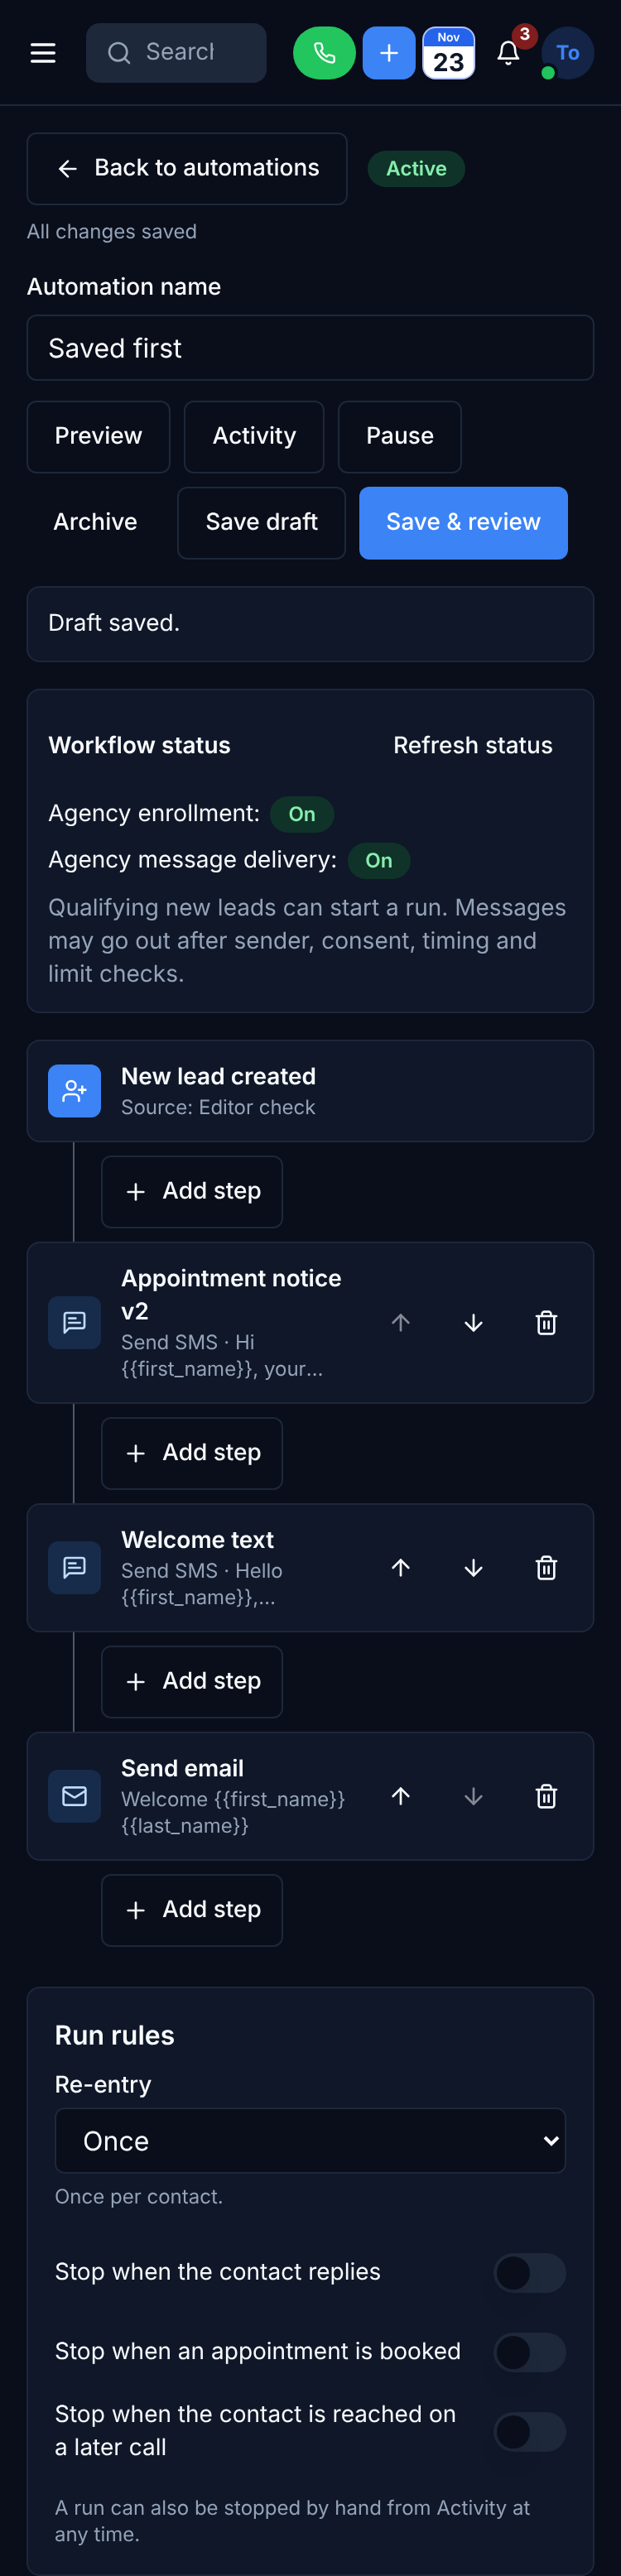 Search
Nov
23
3
To
Back to automations
Active
All changes saved
Automation name
Saved first
Preview
Activity
Pause
Archive
Save draft
Save & review
Draft saved.
Workflow status
Refresh status
Agency enrollment: On
Agency message delivery: On
Qualifying new leads can start a run. Messages
may go out after sender, consent, timing and
limit checks.
New lead created
Source: Editor check
Add step
Appointment notice
v2
Send SMS · Hi
{{first_name}}, your...
Add step
Welcome text
Send SMS · Hello
{{first_name}},...
Add step
Send email
Welcome {{first_name}}
{{last_name}}
Add step
Run rules
Re-entry
Once
Once per contact.
Stop when the contact replies
Stop when an appointment is booked
Stop when the contact is reached on
a later call
A run can also be stopped by hand from Activity at
any time.